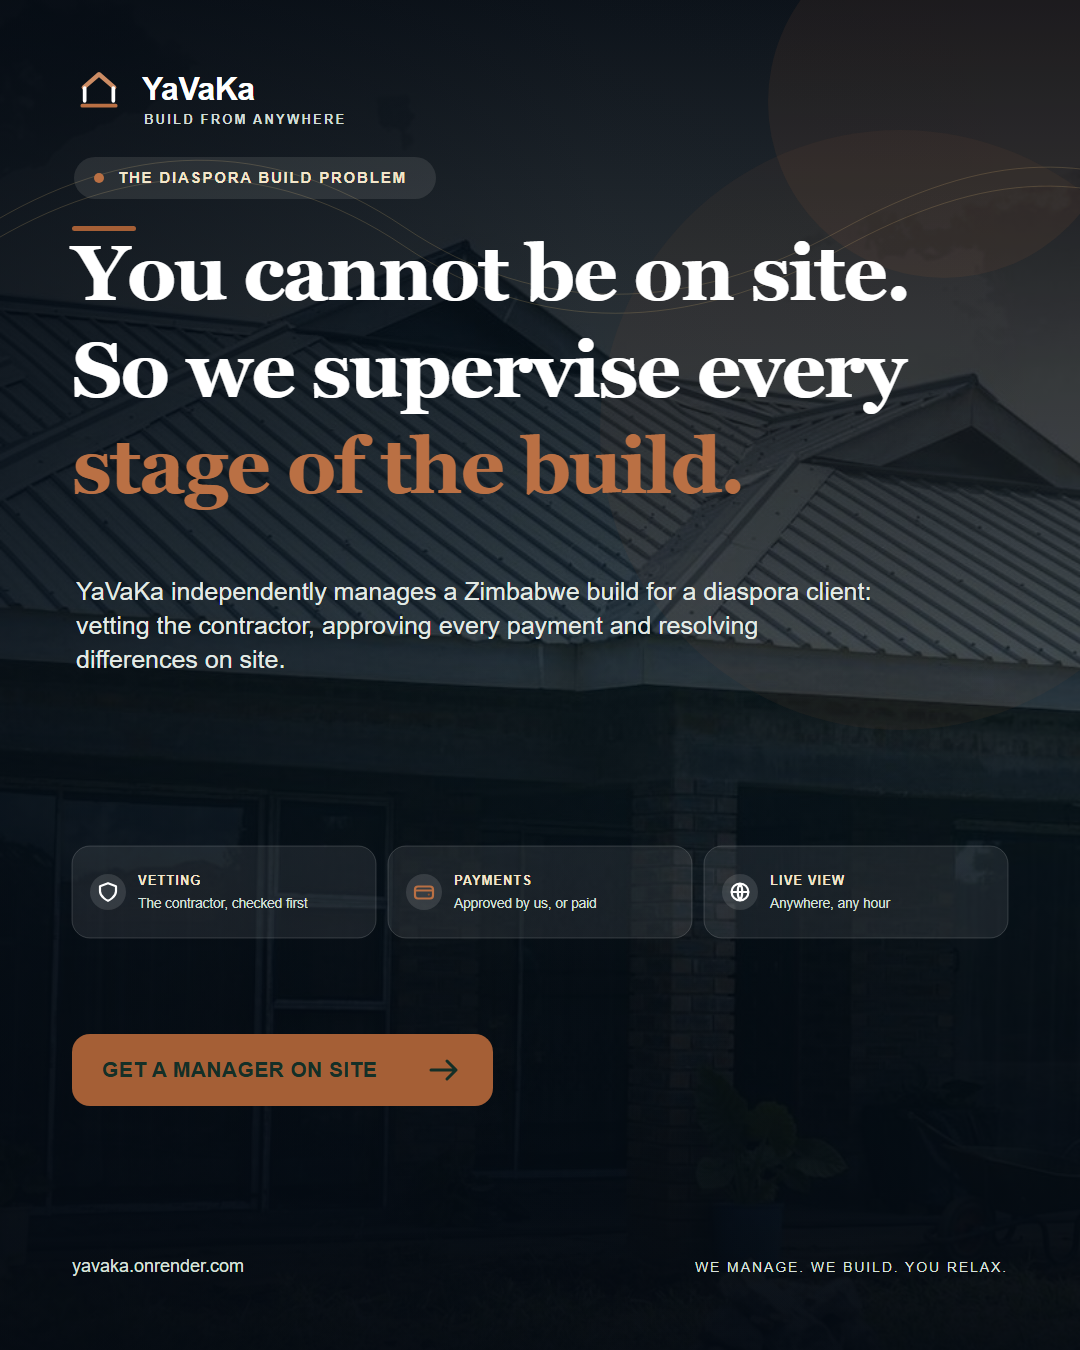 YaVaKa
BUILD FROM ANYWHERE
THE DIASPORA BUILD PROBLEM
You cannot be on site.
So we supervise every
stage of the build.
YaVaKa independently manages a Zimbabwe build for a diaspora client:
vetting the contractor, approving every payment and resolving
differences on site.
VETTING
The contractor, checked first
PAYMENTS
Approved by us, or paid
LIVE VIEW
Anywhere, any hour
GET A MANAGER ON SITE
yavaka.onrender.com
WE MANAGE. WE BUILD. YOU RELAX.